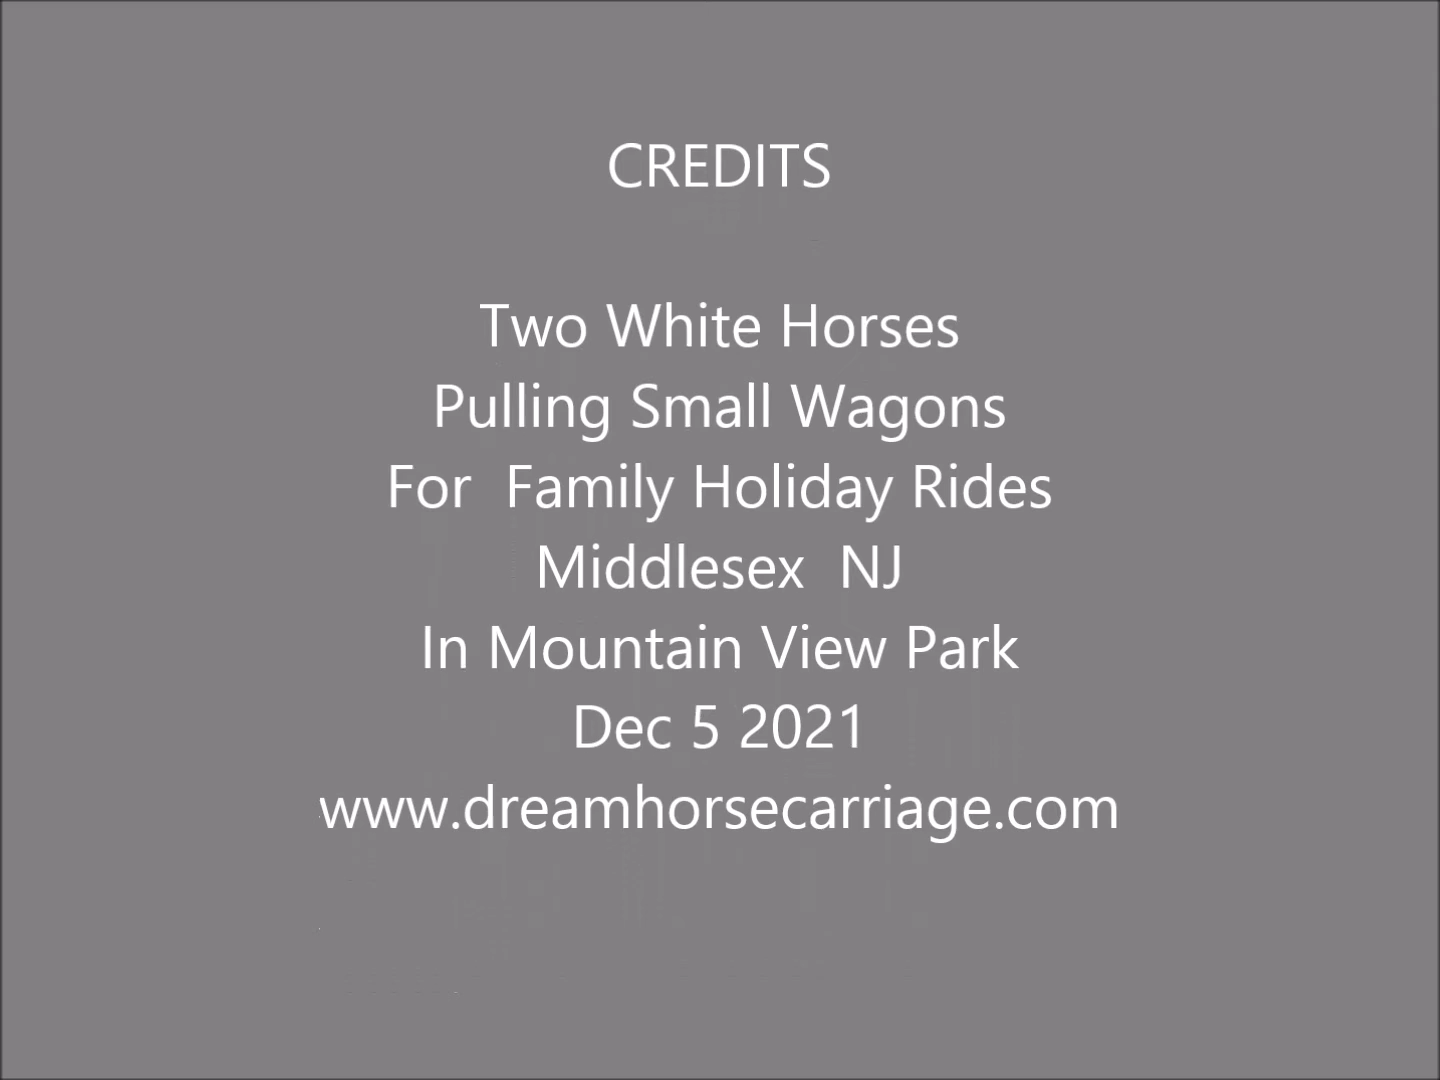 CREDITS
Two White Horses
Pulling Small Wagons
For  Family Holiday Rides
Middlesex  NJ
In Mountain View Park
Dec 5 2021
www.dreamhorsecarriage.com